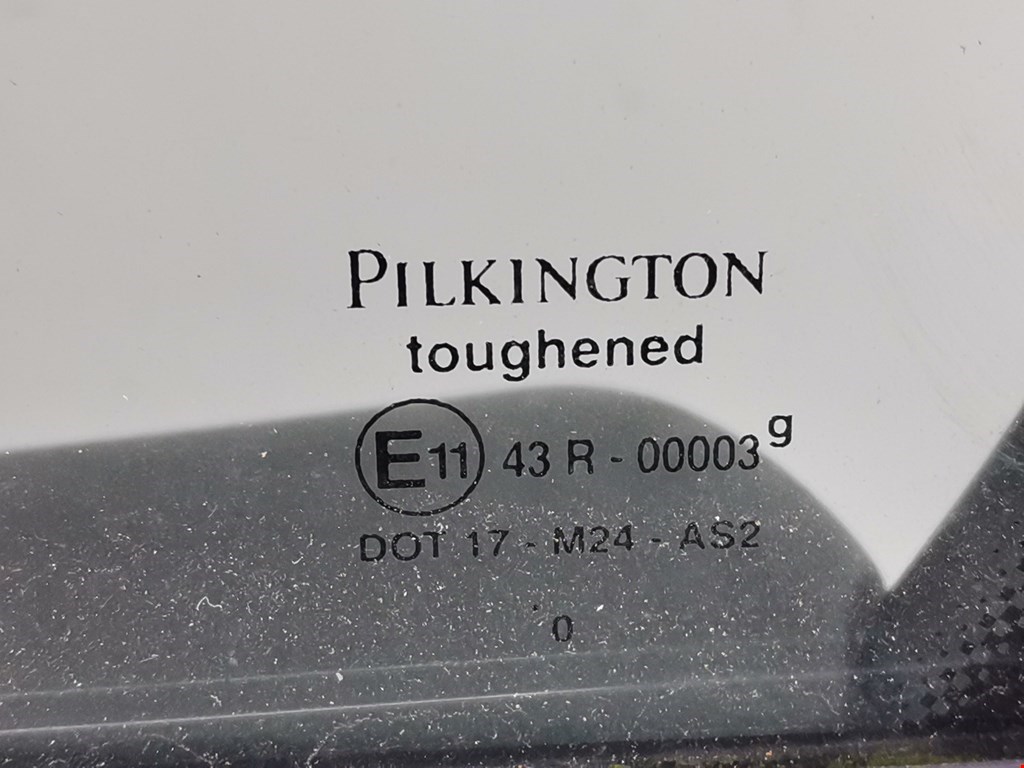 PILKINGTON
toughened
E11 43 R - 00003 g
DOT 17 - M24 - AS2
0